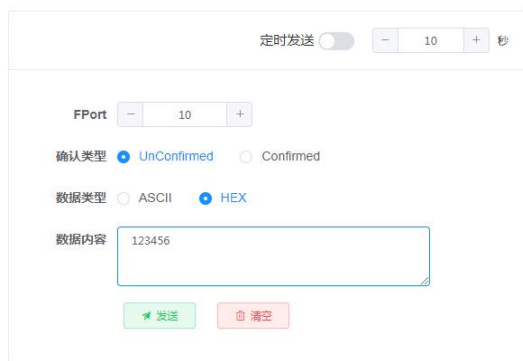 定时发送 - 10 + 秒
FPort - 10 +
确认类型 UnConfirmed Confirmed
数据类型 ASCII HEX
数据内容 123456
发送 清空